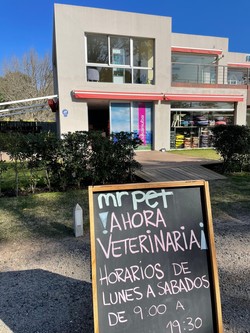 mr pet
¡AHORA
VETERINARIA!
HORARIOS DE
LUNES A SABADOS
DE 9:00 A
19:30